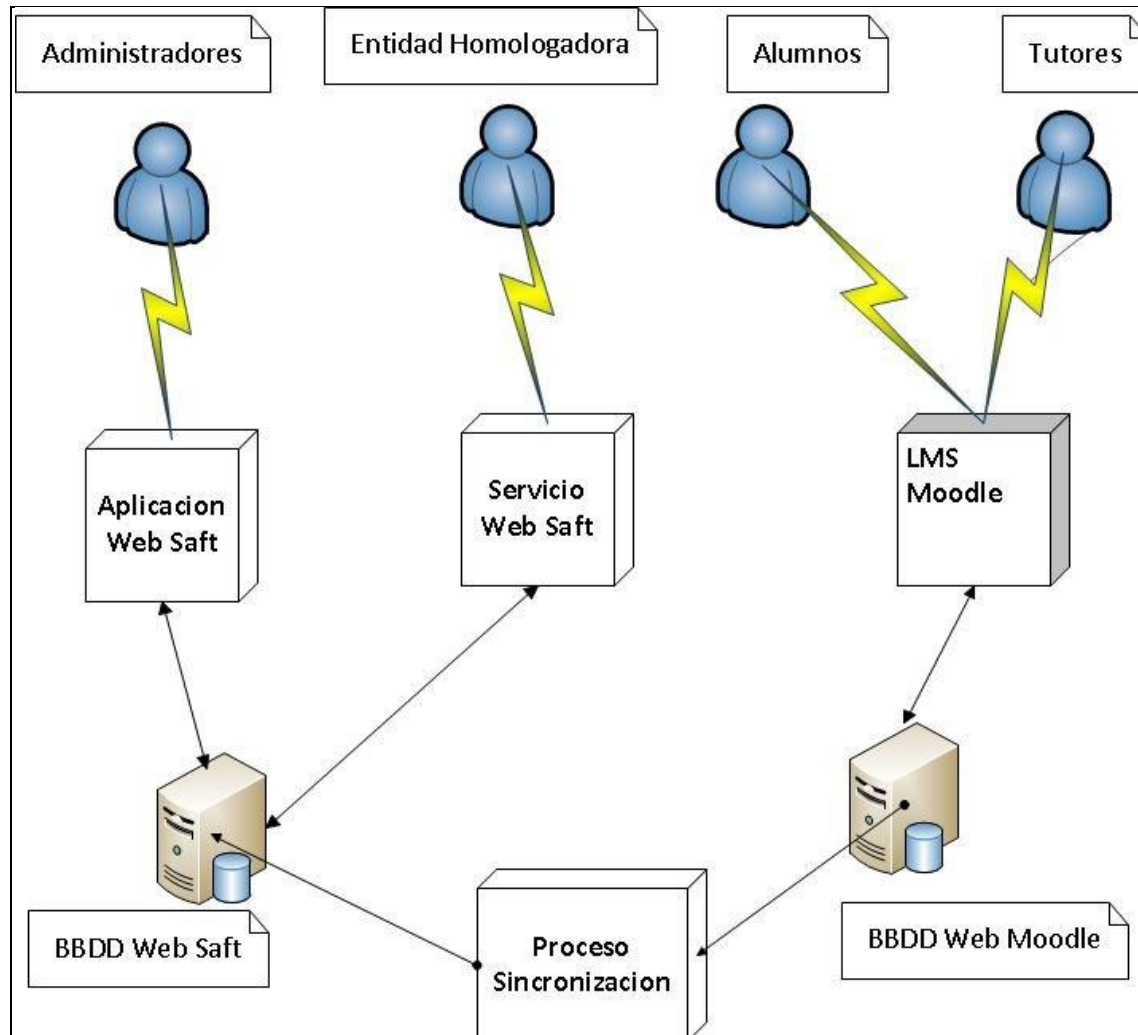 Administradores
Entidad Homologadora
Alumnos
Tutores
Aplicacion
Web Saft
Servicio
Web Saft
LMS
Moodle
BBDD Web Saft
Proceso
Sincronizacion
BBDD Web Moodle